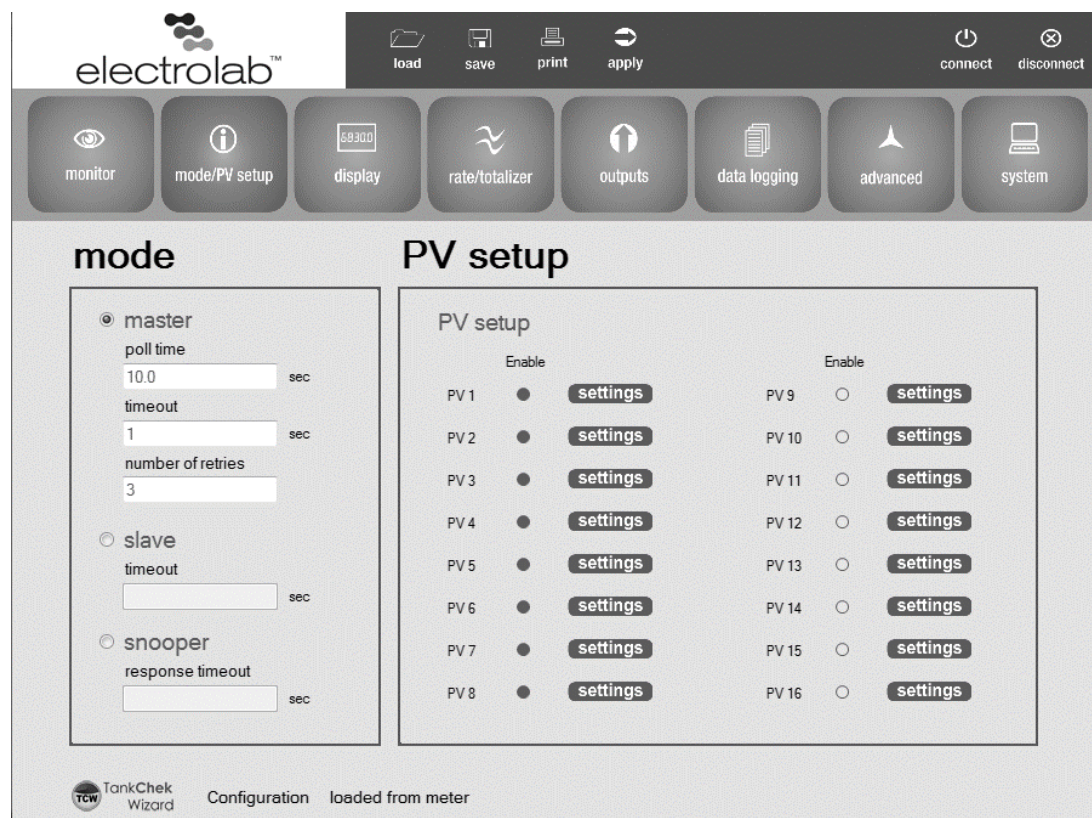 electrolab™
load save print apply connect disconnect
6830.0
monitor mode/PV setup display rate/totalizer outputs data logging advanced system
mode
master
poll time
10.0 sec
timeout
1 sec
number of retries
3
slave
timeout
sec
snooper
response timeout
sec
PV setup
PV setup
Enable Enable
PV 1 settings PV 9 settings
PV 2 settings PV 10 settings
PV 3 settings PV 11 settings
PV 4 settings PV 12 settings
PV 5 settings PV 13 settings
PV 6 settings PV 14 settings
PV 7 settings PV 15 settings
PV 8 settings PV 16 settings
TCW TankChek
Wizard
Configuration loaded from meter